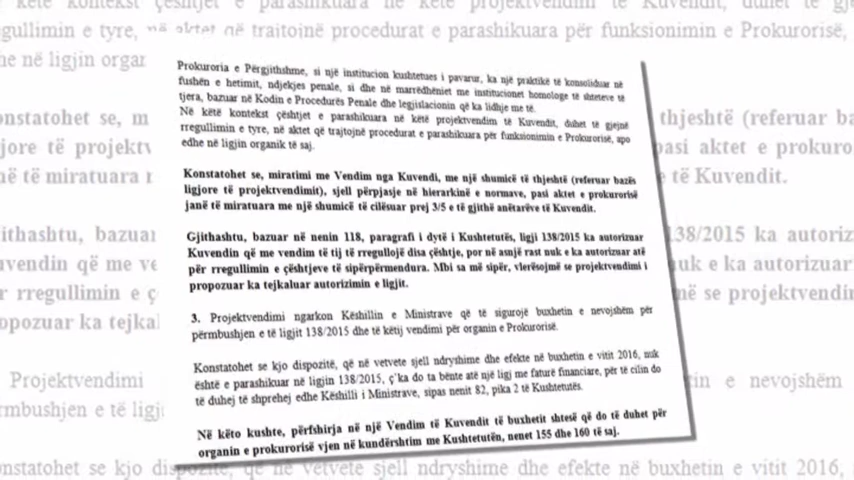 Prokuroria e Përgjithshme, si një institucion kushtetues i pavarur, ka një praktikë të konsoliduar në
fushën e hetimit, ndjekjes penale, si dhe në marrëdhëniet me institucionet homologe të shteteve të
tjera, bazuar në Kodin e Procedurës Penale dhe legjislacionin që ka lidhje me të.
Në këtë kontekst çështjet e parashikuara në këtë projektvendim të Kuvendit, duhet të gjejnë
rregullimin e tyre, në aktet që trajtojnë procedurat e parashikuara për funksionimin e Prokurorisë, apo
edhe në ligjin organik të saj.
Konstatohet se, miratimi me Vendim nga Kuvendi, me një shumicë të thjeshtë (referuar bazës
ligjore të projektvendimit), sjell përpjasje në hierarkinë e normave, pasi aktet e prokurorisë
janë të miratuara me një shumicë të cilësuar prej 3/5 e të gjithë anëtarëve të Kuvendit.
Gjithashtu, bazuar në nenin 118, paragrafi i dytë i Kushtetutës, ligji 138/2015 ka autorizuar
Kuvendin që me vendim të tij të rregullojë disa çështje, por në asnjë rast nuk e ka autorizuar atë
për rregullimin e çështjeve të sipërpërmendura. Mbi sa më sipër, vlerësojmë se projektvendimi i
propozuar ka tejkaluar autorizimin e ligjit.
3. Projektvendimi ngarkon Këshillin e Ministrave që të sigurojë buxhetin e nevojshëm për
përmbushjen e të ligjit 138/2015 dhe të këtij vendimi për organin e Prokurorisë.
Konstatohet se kjo dispozitë, që në vetvete sjell ndryshime dhe efekte në buxhetin e vitit 2016, nuk
është e parashikuar në ligjin 138/2015, ç'ka do ta bënte atë një ligj me faturë financiare, për të cilin do
të duhej të shprehej edhe Këshilli i Ministrave, sipas nenit 82, pika 2 të Kushtetutës.
Në këto kushte, përfshirja në një Vendim të Kuvendit të buxhetit shtesë që do të duhet për
organin e prokurorisë vjen në kundërshtim me Kushtetutën, nenet 155 dhe 160 të saj.